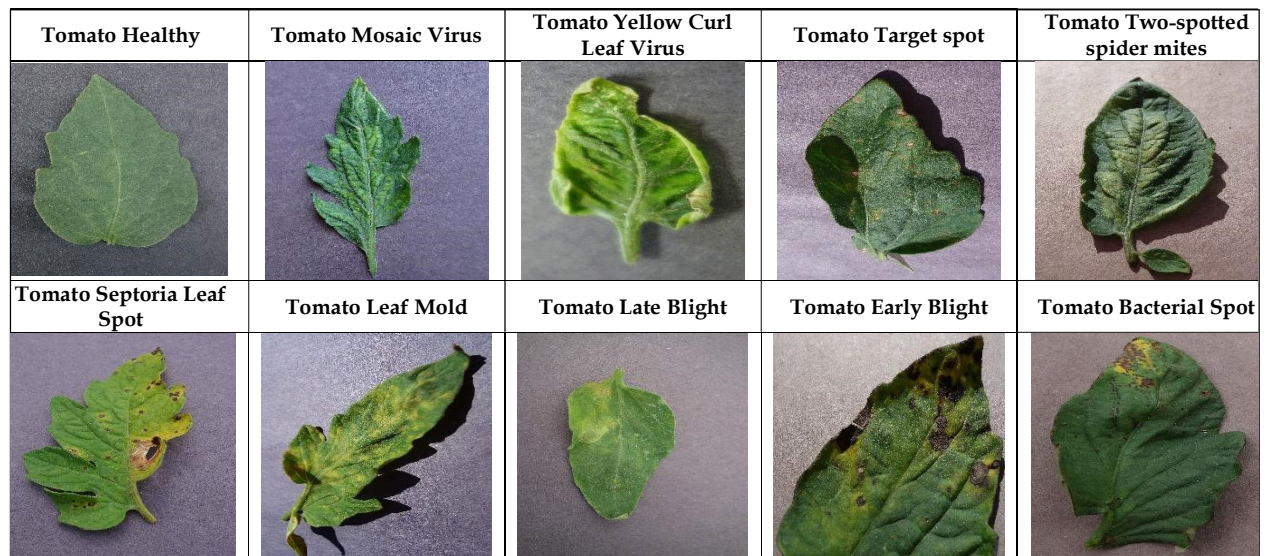 Tomato Healthy
Tomato Mosaic Virus
Tomato Yellow Curl
Leaf Virus
Tomato Target spot
Tomato Two-spotted
spider mites
Tomato Septoria Leaf
Spot
Tomato Leaf Mold
Tomato Late Blight
Tomato Early Blight
Tomato Bacterial Spot